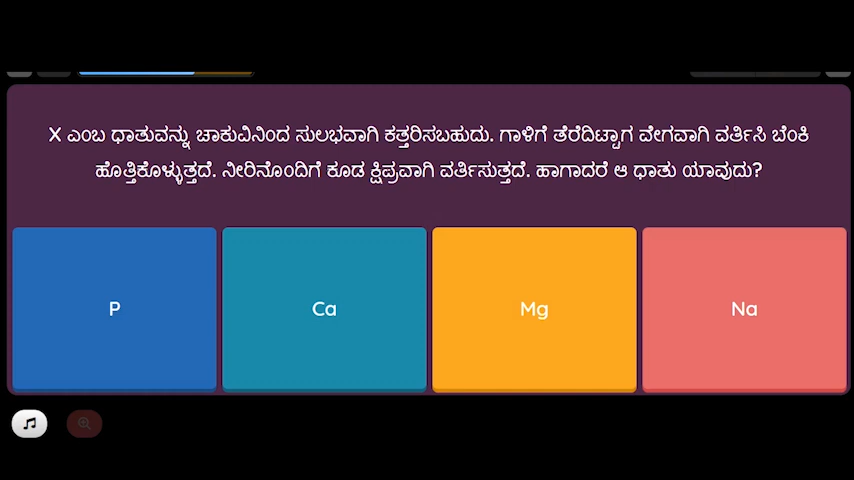 X ಎಂಬ ಧಾತುವನ್ನು ಚಾಕುವಿನಿಂದ ಸುಲಭವಾಗಿ ಕತ್ತರಿಸಬಹುದು. ಗಾಳಿಗೆ ತೆರೆದಿಟ್ಟಾಗ ವೇಗವಾಗಿ ವರ್ತಿಸಿ ಬೆಂಕಿ
ಹೊತ್ತಿಕೊಳ್ಳುತ್ತದೆ. ನೀರಿನೊಂದಿಗೆ ಕೂಡ ಕ್ಷಿಪ್ರವಾಗಿ ವರ್ತಿಸುತ್ತದೆ. ಹಾಗಾದರೆ ಆ ಧಾತು ಯಾವುದು?
P
Ca
Mg
Na